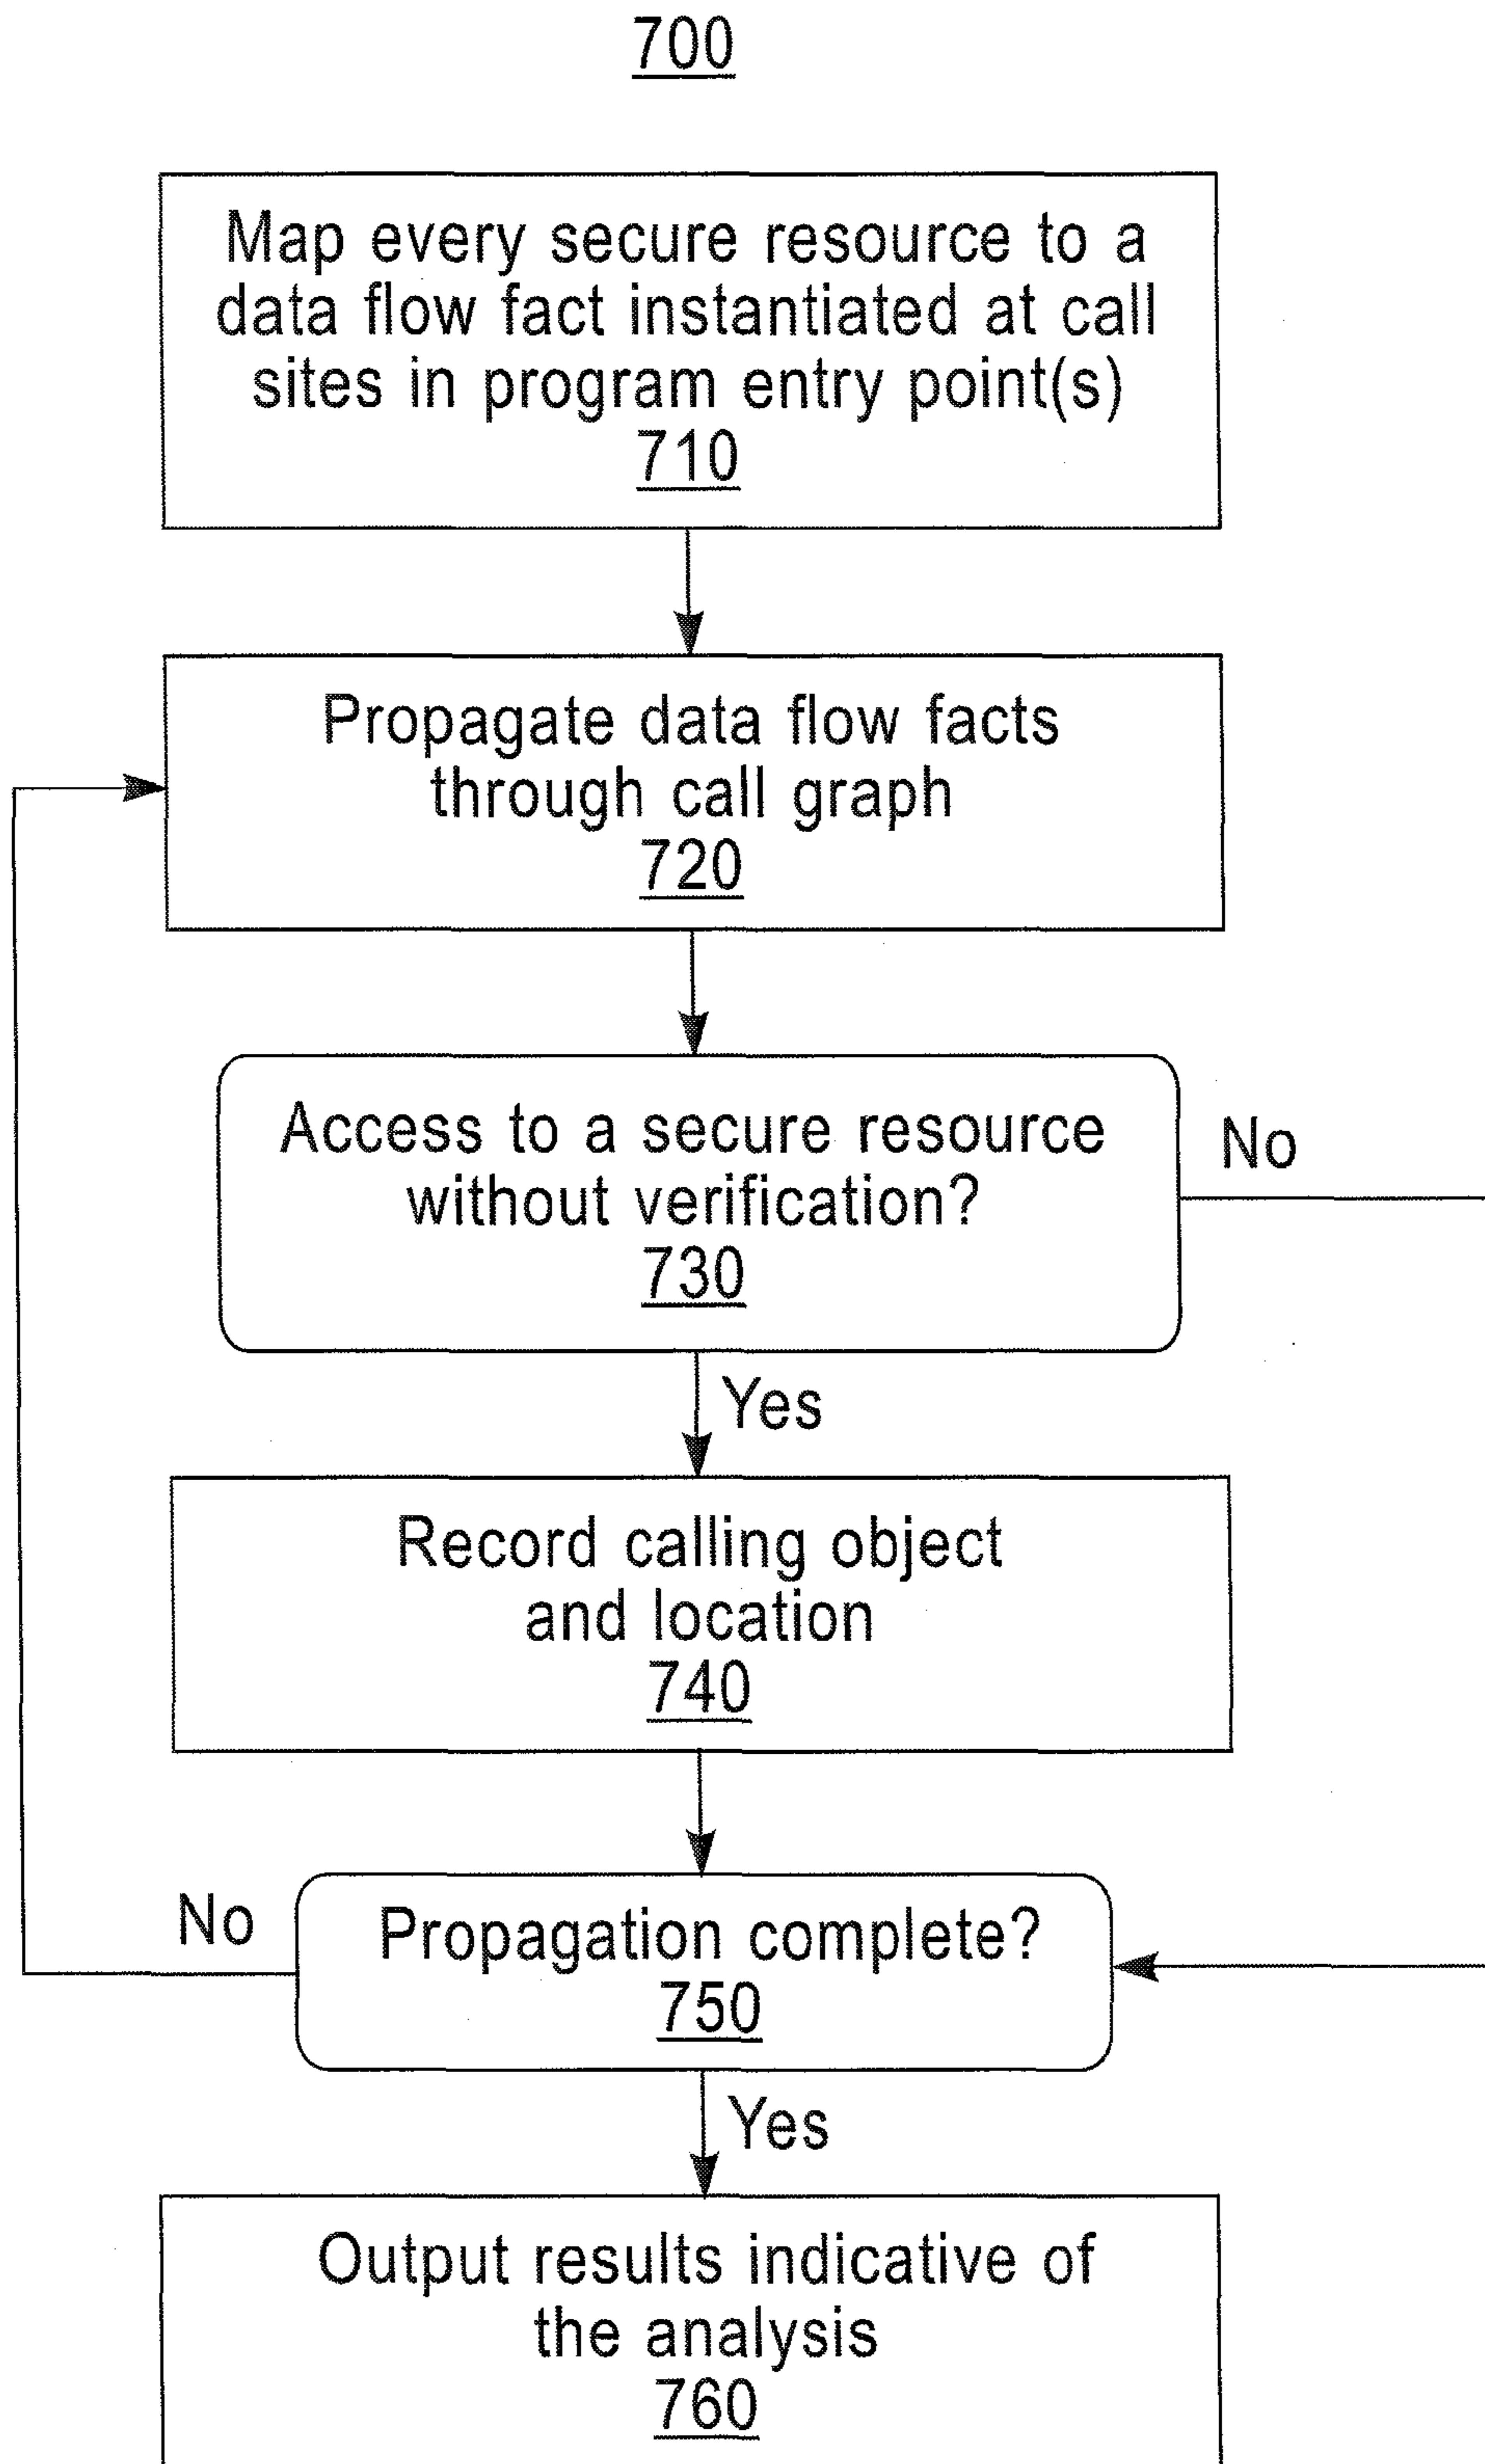 700
Map every secure resource to a
data flow fact instantiated at call
sites in program entry point(s)
710
Propagate data flow facts
through call graph
720
Access to a secure resource
without verification?
730
No
Yes
Record calling object
and location
740
No
Propagation complete?
750
Yes
Output results indicative of
the analysis
760